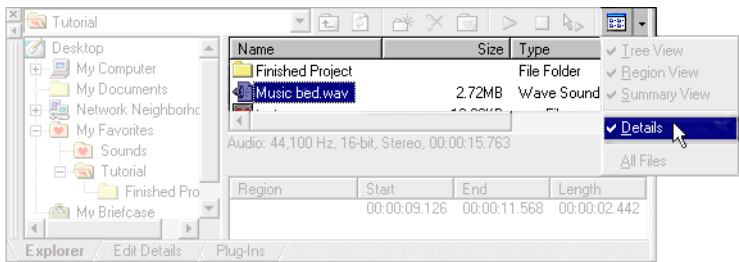 Tutorial
Desktop
My Computer
My Documents
Network Neighborho
My Favorites
Sounds
Tutorial
Finished Pro
My Briefcase
Name Size Type
Finished Project File Folder
Music bed.wav 2.72MB Wave Sound
Audio: 44,100 Hz, 16-bit, Stereo, 00:00:15.763
Region Start End Length
00:00:09.126 00:00:11.568 00:00:02.442
Tree View
Region View
Summary View
Details
All Files
Explorer Edit Details Plug-Ins